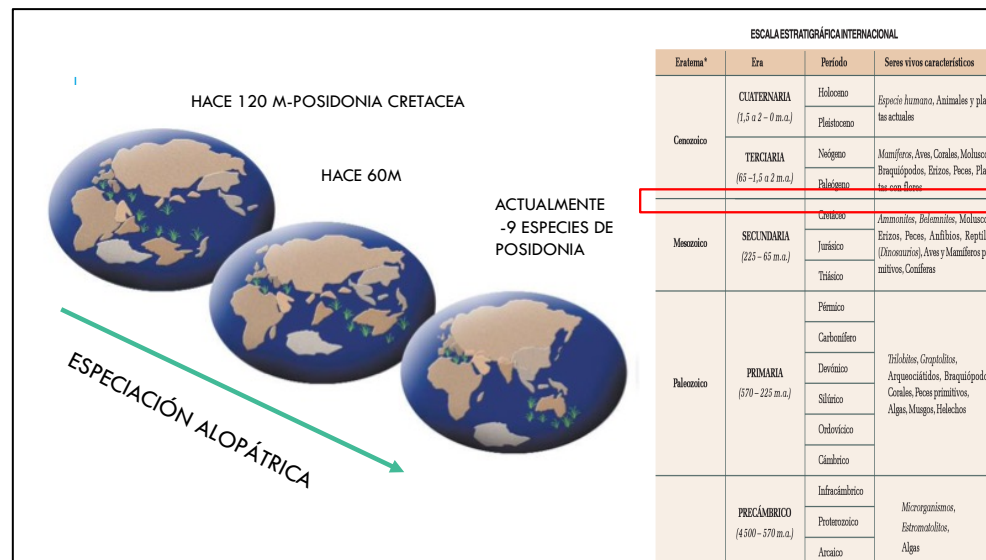 HACE 120 M-POSIDONIA CRETACEA
HACE 60M
ACTUALMENTE
-9 ESPECIES DE
POSIDONIA
ESPECIACIÓN ALOPÁTRICA
ESCALA ESTRATIGRÁFICA INTERNACIONAL
Eratema* Era Período Seres vivos característicos
Cenozoico
CUATERNARIA
(1,5 a 2 – 0 m.a.)
Holoceno
Pleistoceno
Especie humana, Animales y pla
tas actuales
TERCIARIA
(65 –1,5 a 2 m.a.)
Neógeno
Paleógeno
Mamíferos, Aves, Corales, Molusco
Braquiópodos, Erizos, Peces, Pla
tas con flores
Mesozoico
SECUNDARIA
(225 – 65 m.a.)
Cretáceo
Jurásico
Triásico
Ammonites, Belemnites, Molusco
Erizos, Peces, Anfibios, Reptil
(Dinosaurios), Aves y Mamíferos p
mitivos, Coníferas
Paleozoico
PRIMARIA
(570 – 225 m.a.)
Pérmico
Carbonífero
Devónico
Silúrico
Ordovícico
Cámbrico
Trilobites, Graptolitos,
Arqueociátidos, Braquiópodo
Corales, Peces primitivos,
Algas, Musgos, Helechos
PRECÁMBRICO
(4 500 – 570 m.a.)
Infracámbrico
Proterozoico
Arcaico
Microrganismos,
Estromatolitos,
Algas